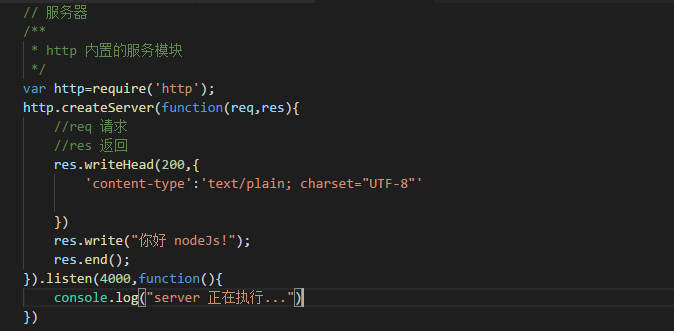 // 服务器
/**
 * http 内置的服务模块
 */
var http=require('http');
http.createServer(function(req,res){
    //req 请求
    //res 返回
    res.writeHead(200,{
        'content-type':'text/plain; charset="UTF-8"'
    })
    res.write("你好 nodeJs!");
    res.end();
}).listen(4000,function(){
    console.log("server 正在执行...")
})